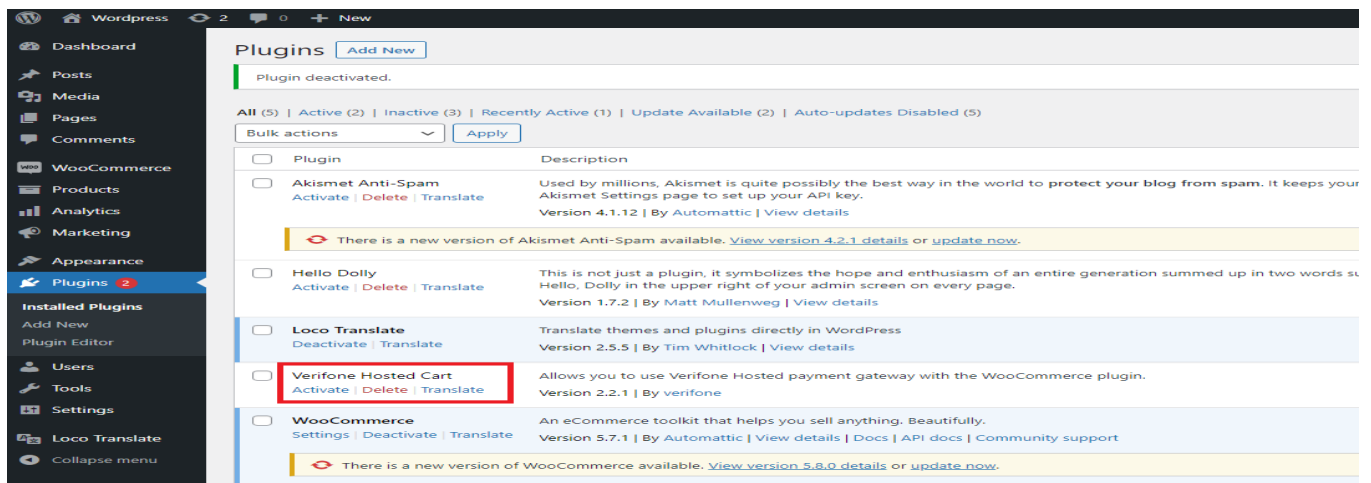 Wordpress 2 0 + New
Dashboard
Posts
Media
Pages
Comments
WooCommerce
Products
Analytics
Marketing
Appearance
Plugins 2
Installed Plugins
Add New
Plugin Editor
Users
Tools
Settings
Loco Translate
Collapse menu
Plugins Add New
Plugin deactivated.
All (5) | Active (2) | Inactive (3) | Recently Active (1) | Update Available (2) | Auto-updates Disabled (5)
Bulk actions Apply
Plugin Description
Akismet Anti-Spam
Activate | Delete | Translate
Used by millions, Akismet is quite possibly the best way in the world to protect your blog from spam. It keeps your
Akismet Settings page to set up your API key.
Version 4.1.12 | By Automattic | View details
There is a new version of Akismet Anti-Spam available. View version 4.2.1 details or update now.
Hello Dolly
Activate | Delete | Translate
This is not just a plugin, it symbolizes the hope and enthusiasm of an entire generation summed up in two words
Hello, Dolly in the upper right of your admin screen on every page.
Version 1.7.2 | By Matt Mullenweg | View details
Loco Translate
Deactivate | Translate
Translate themes and plugins directly in WordPress
Version 2.5.5 | By Tim Whitlock | View details
Verifone Hosted Cart
Activate | Delete | Translate
Allows you to use Verifone Hosted payment gateway with the WooCommerce plugin.
Version 2.2.1 | By verifone
WooCommerce
Settings | Deactivate | Translate
An eCommerce toolkit that helps you sell anything. Beautifully.
Version 5.7.1 | By Automattic | View details | Docs | API docs | Community support
There is a new version of WooCommerce available. View version 5.8.0 details or update now.